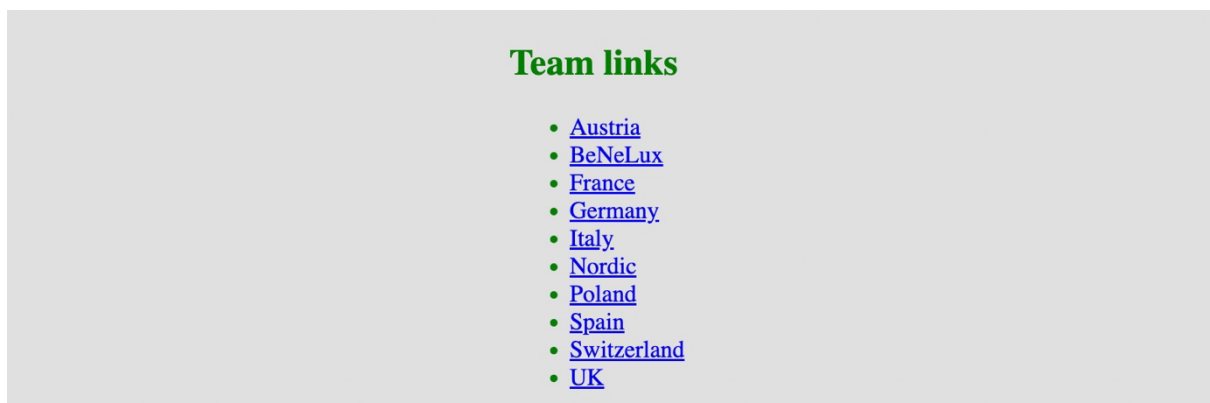 Team links
• Austria
• BeNeLux
• France
• Germany
• Italy
• Nordic
• Poland
• Spain
• Switzerland
• UK